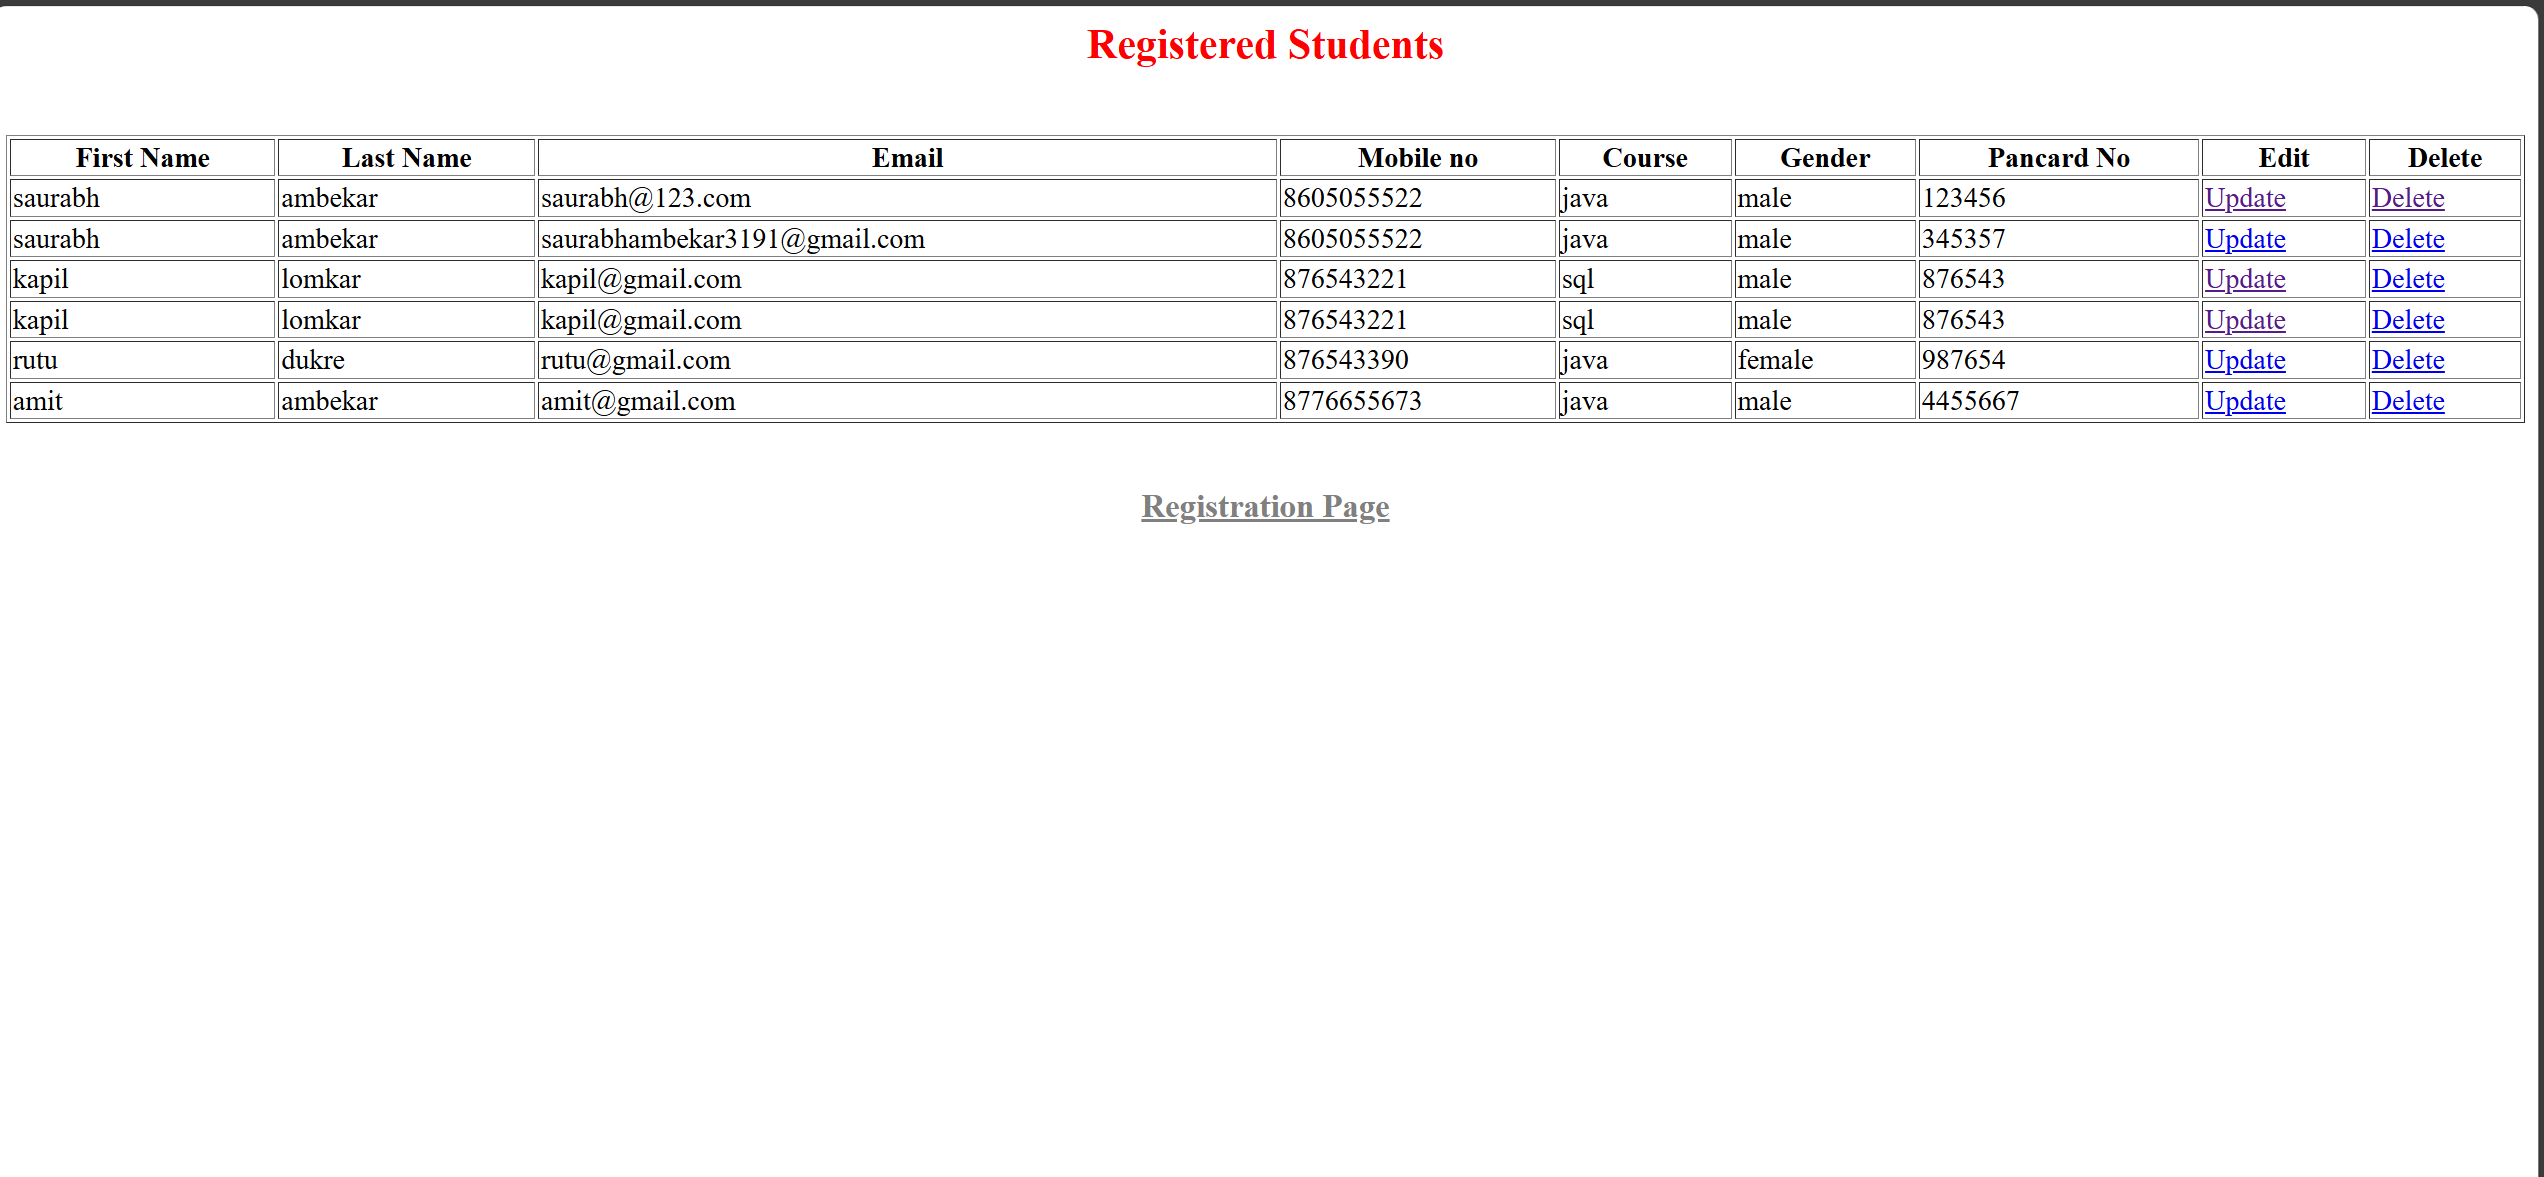 Registered Students
First Name Last Name Email Mobile no Course Gender Pancard No Edit Delete
saurabh ambekar saurabh@123.com 8605055522 java male 123456 Update Delete
saurabh ambekar saurabhambekar3191@gmail.com 8605055522 java male 345357 Update Delete
kapil lomkar kapil@gmail.com 876543221 sql male 876543 Update Delete
kapil lomkar kapil@gmail.com 876543221 sql male 876543 Update Delete
rutu dukre rutu@gmail.com 876543390 java female 987654 Update Delete
amit ambekar amit@gmail.com 8776655673 java male 4455667 Update Delete
Registration Page